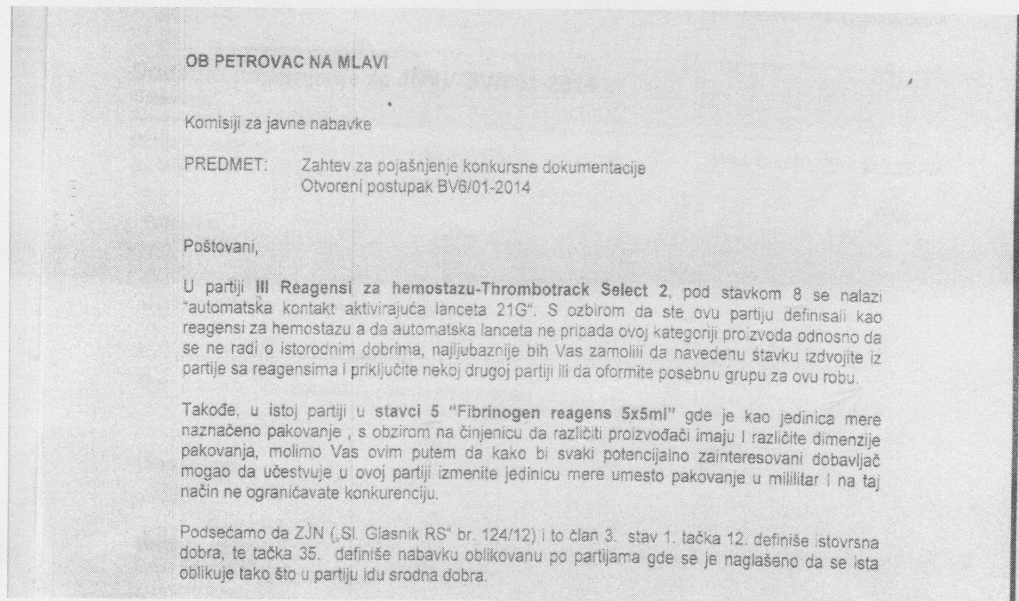 OB PETROVAC NA MLAVI
Komisiji za javne nabavke
PREDMET: Zahtev za pojašnjenje konkursne dokumentacije
Otvoreni postupak BV6/01-2014
Poštovani,
U partiji III Reagensi za hemostazu-Thrombotrack Select 2, pod stavkom 8 se nalazi
"automatska kontakt aktivirajuća lanceta 21G". S ozbirom da ste ovu partiju definisali kao
reagensi za hemostazu a da automatska lanceta ne pripada ovoj kategoriji proizvoda odnosno da
se ne radi o istorodnim dobrima, najljubaznije bih Vas zamolili da navedenu stavku izdvojite iz
partije sa reagensima i priključite nekoj drugoj partiji ili da oformite posebnu grupu za ovu robu.
Takođe, u istoj partiji u stavci 5 "Fibrinogen reagens 5x5ml" gde je kao jedinica mere
naznačeno pakovanje , s obzirom na činjenicu da različiti proizvođači imaju I različite dimenzije
pakovanja, molimo Vas ovim putem da kako bi svaki potencijalno zainteresovani dobavljač
mogao da učestvuje u ovoj partiji izmenite jedinicu mere umesto pakovanje u mililitar i na taj
način ne ograničavate konkurenciju.
Podsećamo da ZJN („Sl. Glasnik RS" br. 124/12) i to član 3. stav 1. tačka 12. definiše istovrsna
dobra, te tačka 35. definiše nabavku oblikovanu po partijama gde se je naglašeno da se ista
oblikuje tako što u partiju idu srodna dobra.